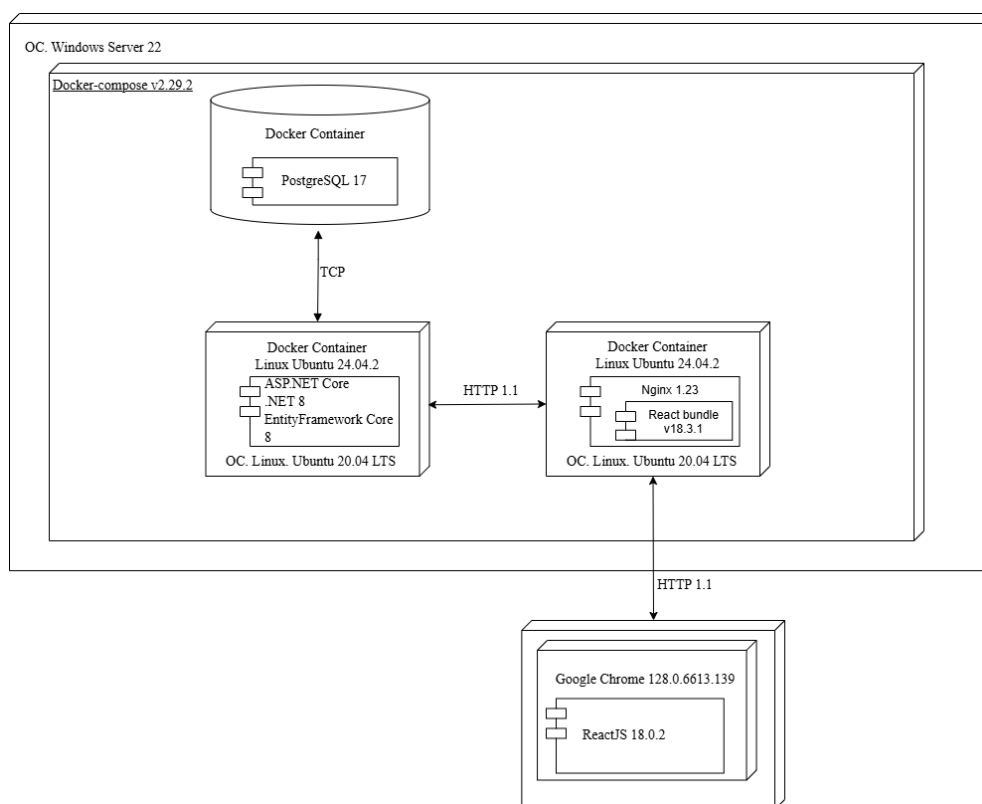 ОС. Windows Server 22
Docker-compose v2.29.2
Docker Container
PostgreSQL 17
TCP
Docker Container
Linux Ubuntu 24.04.2
ASP.NET Core
.NET 8
EntityFramework Core
8
ОС. Linux. Ubuntu 20.04 LTS
HTTP 1.1
Docker Container
Linux Ubuntu 24.04.2
Nginx 1.23
React bundle
v18.3.1
ОС. Linux. Ubuntu 20.04 LTS
HTTP 1.1
Google Chrome 128.0.6613.139
ReactJS 18.0.2